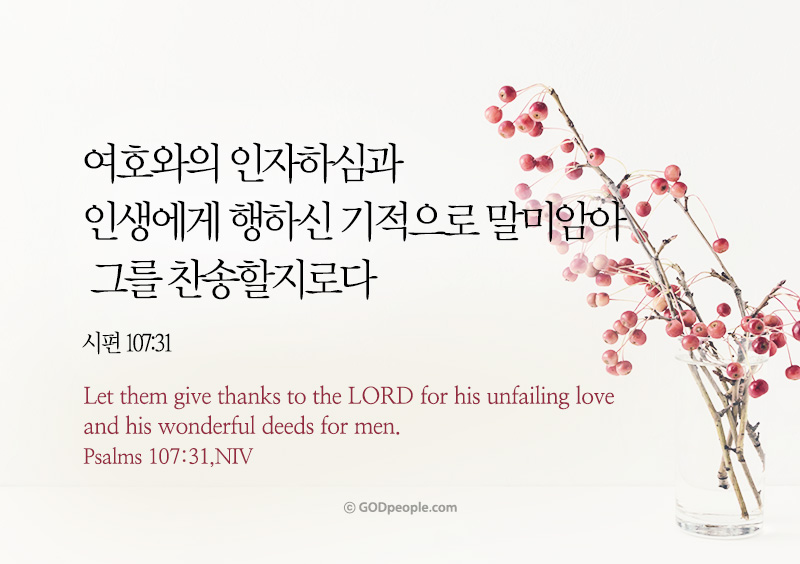 여호와의 인자하심과
인생에게 행하신 기적으로 말미암아
그를 찬송할지로다
시편 107:31
Let them give thanks to the LORD for his unfailing love
and his wonderful deeds for men.
Psalms 107:31,NIV
ⓒ GODpeople.com